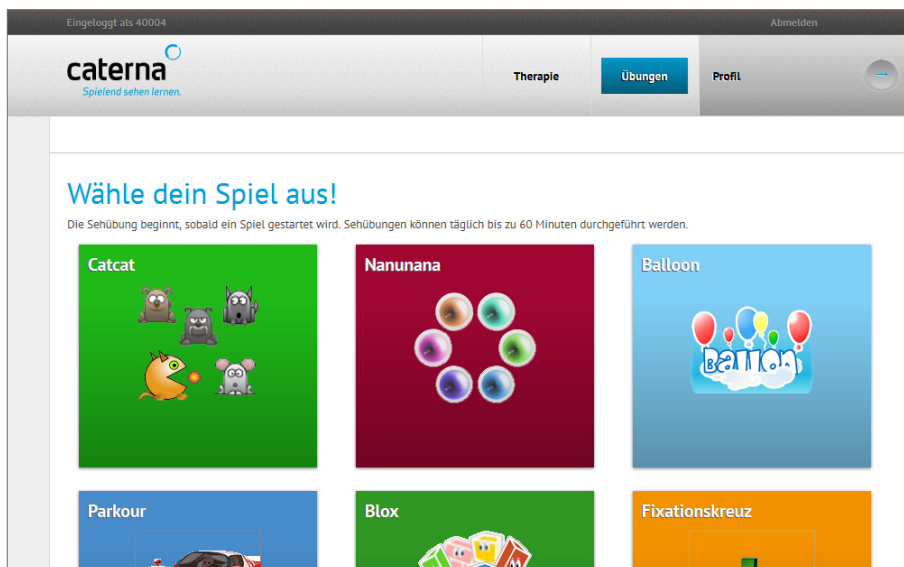 Eingeloggt als 40004
Abmelden
caterna
Spielend sehen lernen.
Therapie
Übungen
Profil
Wähle dein Spiel aus!
Die Sehübung beginnt, sobald ein Spiel gestartet wird. Sehübungen können täglich bis zu 60 Minuten durchgeführt werden.
Catcat
Nanunana
Balloon
Ballon
Parkour
Blox
Fixationskreuz